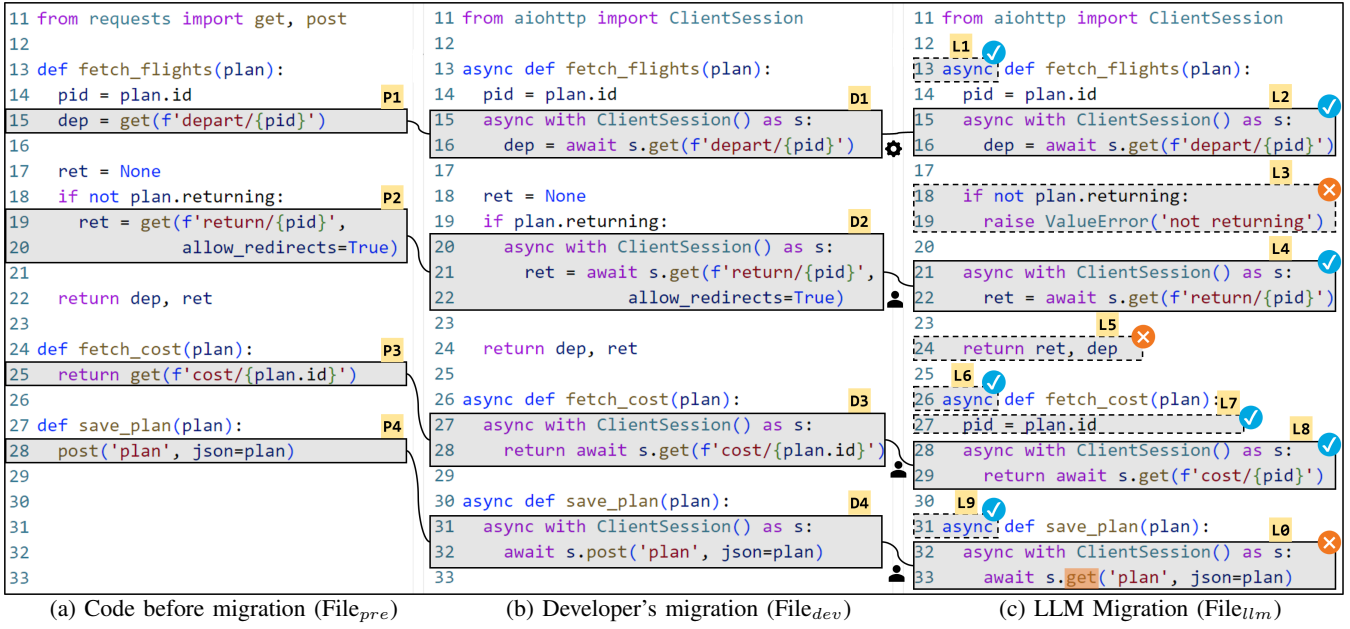 11 from requests import get, post
12
13 def fetch_flights(plan):
14   pid = plan.id
P1
15   dep = get(f'depart/{pid}')
16
17   ret = None
18   if not plan.returning:
P2
19     ret = get(f'return/{pid}',
20               allow_redirects=True)
21
22   return dep, ret
23
24 def fetch_cost(plan):
P3
25   return get(f'cost/{plan.id}')
26
27 def save_plan(plan):
P4
28   post('plan', json=plan)
29
30
31
32
33
(a) Code before migration (File_pre)
11 from aiohttp import ClientSession
12
13 async def fetch_flights(plan):
14   pid = plan.id
D1
15   async with ClientSession() as s:
16     dep = await s.get(f'depart/{pid}')
17
18   ret = None
19   if plan.returning:
D2
20     async with ClientSession() as s:
21       ret = await s.get(f'return/{pid}',
22                 allow_redirects=True)
23
24   return dep, ret
25
26 async def fetch_cost(plan):
D3
27   async with ClientSession() as s:
28     return await s.get(f'cost/{plan.id}')
29
30 async def save_plan(plan):
D4
31   async with ClientSession() as s:
32     await s.post('plan', json=plan)
33
(b) Developer's migration (File_dev)
11 from aiohttp import ClientSession
12
L1
13 async def fetch_flights(plan):
14   pid = plan.id
L2
15   async with ClientSession() as s:
16     dep = await s.get(f'depart/{pid}')
17
L3
18   if not plan.returning:
19     raise ValueError('not returning')
20
L4
21   async with ClientSession() as s:
22     ret = await s.get(f'return/{pid}')
23
L5
24   return ret, dep
25
L6
26 async def fetch_cost(plan):
L7
27   pid = plan.id
L8
28   async with ClientSession() as s:
29     return await s.get(f'cost/{pid}')
30
L9
31 async def save_plan(plan):
L0
32   async with ClientSession() as s:
33     await s.get('plan', json=plan)
(c) LLM Migration (File_llm)